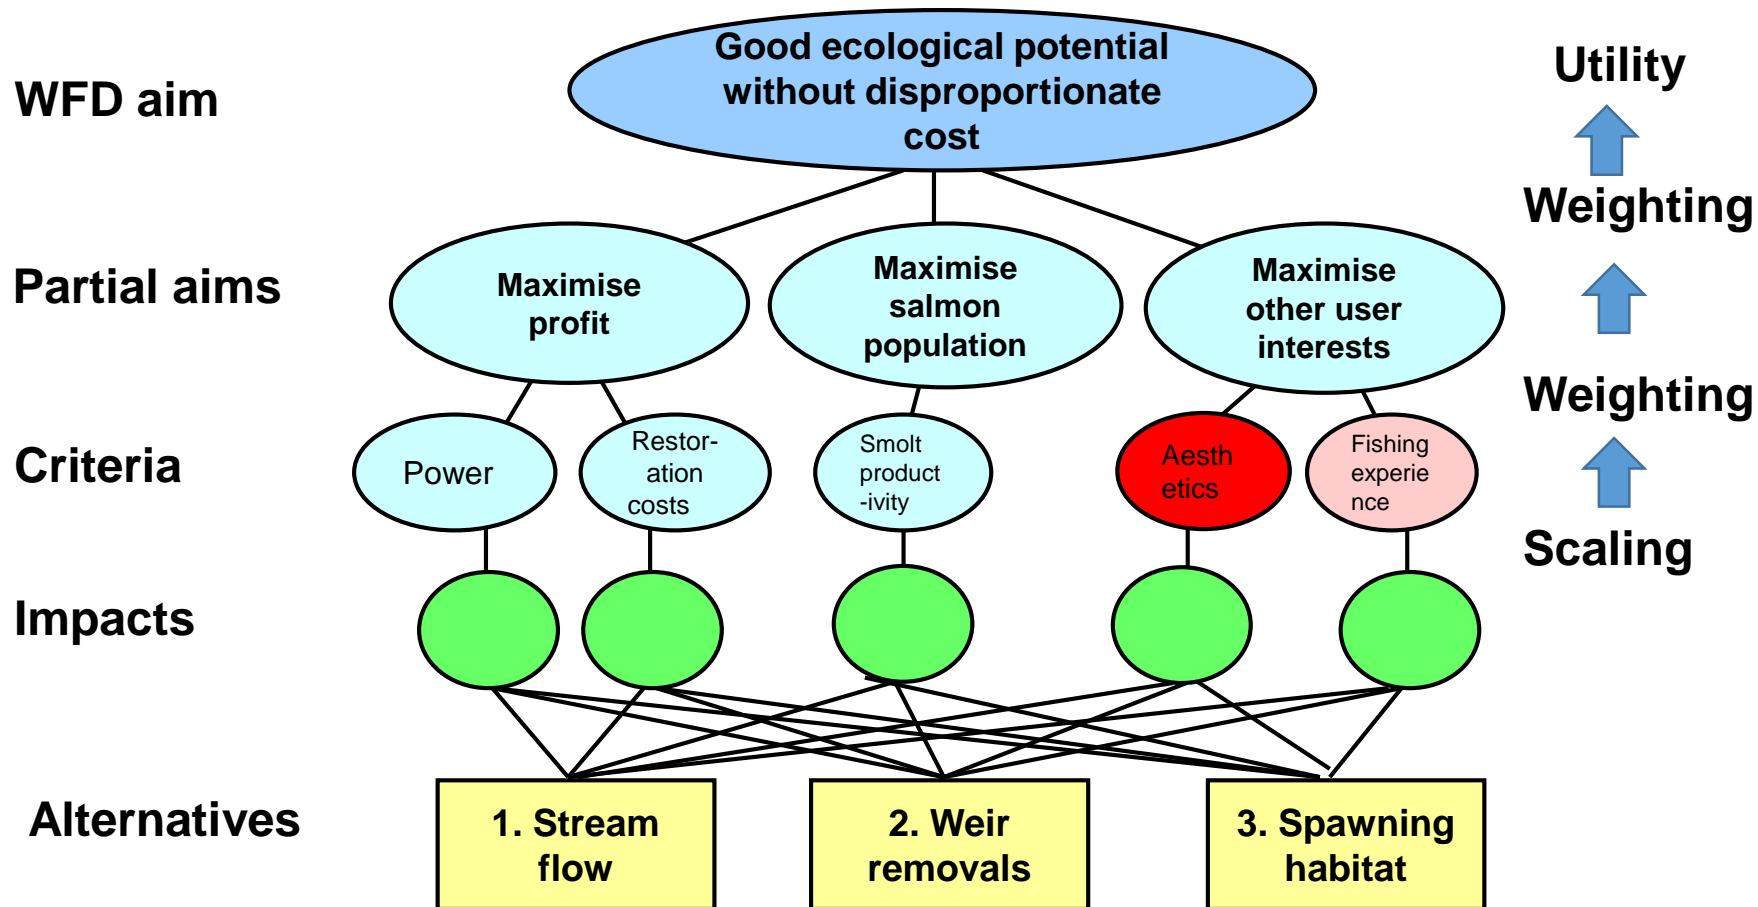 Good ecological potential
without disproportionate
cost
WFD aim
Utility
Weighting
Partial aims
Maximise
profit
Maximise
salmon
population
Maximise
other user
interests
Weighting
Criteria
Power
Restor-
ation
costs
Smolt
product
-ivity
Aesth
etics
Fishing
experie
nce
Scaling
Impacts
Alternatives
1. Stream
flow
2. Weir
removals
3. Spawning
habitat